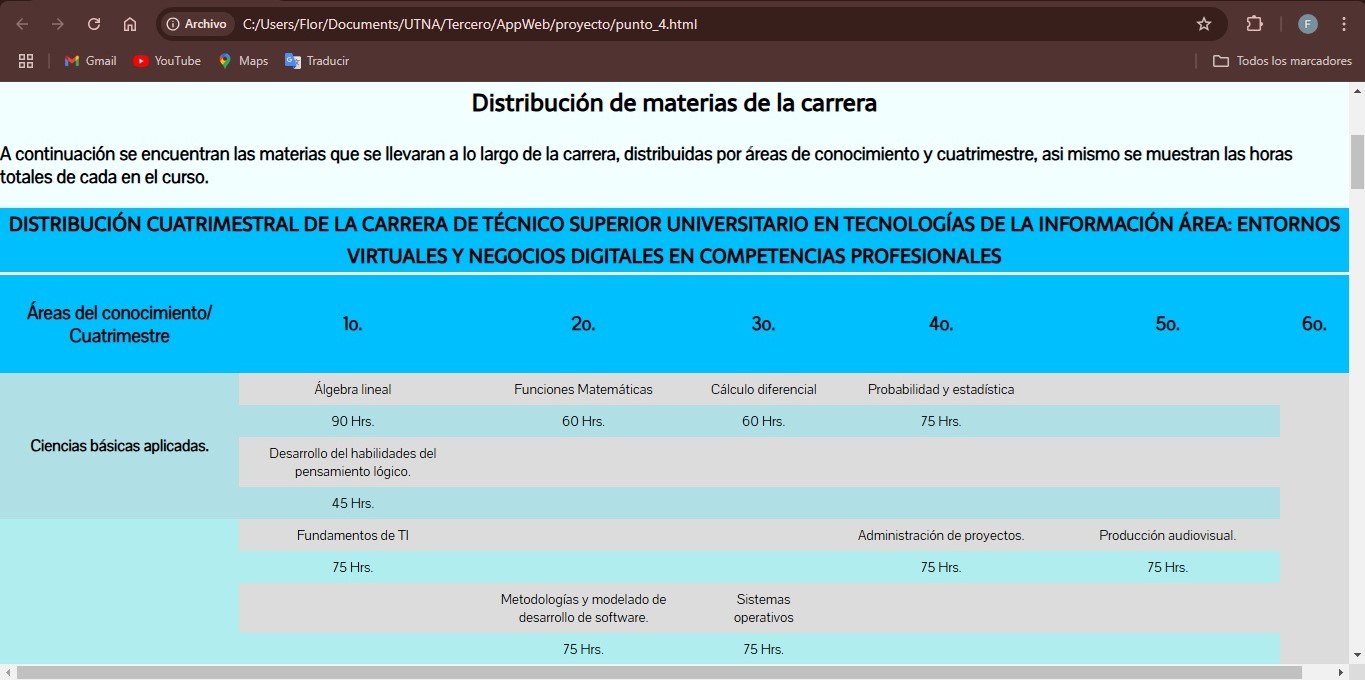 Archivo C:/Users/Flor/Documents/UTNA/Tercero/AppWeb/proyecto/punto_4.html F
Gmail YouTube Maps Traducir Todos los marcadores
Distribución de materias de la carrera
A continuación se encuentran las materias que se llevaran a lo largo de la carrera, distribuidas por áreas de conocimiento y cuatrimestre, asi mismo se muestran las horas
totales de cada en el curso.
DISTRIBUCIÓN CUATRIMESTRAL DE LA CARRERA DE TÉCNICO SUPERIOR UNIVERSITARIO EN TECNOLOGÍAS DE LA INFORMACIÓN ÁREA: ENTORNOS
VIRTUALES Y NEGOCIOS DIGITALES EN COMPETENCIAS PROFESIONALES
Áreas del conocimiento/
Cuatrimestre
1o. 2o. 3o. 4o. 5o. 6o.
Álgebra lineal Funciones Matemáticas Cálculo diferencial Probabilidad y estadística
90 Hrs. 60 Hrs. 60 Hrs. 75 Hrs.
Ciencias básicas aplicadas.
Desarrollo del habilidades del
pensamiento lógico.
45 Hrs.
Fundamentos de TI Administración de proyectos. Producción audiovisual.
75 Hrs. 75 Hrs. 75 Hrs.
Metodologías y modelado de
desarrollo de software.
Sistemas
operativos
75 Hrs. 75 Hrs.